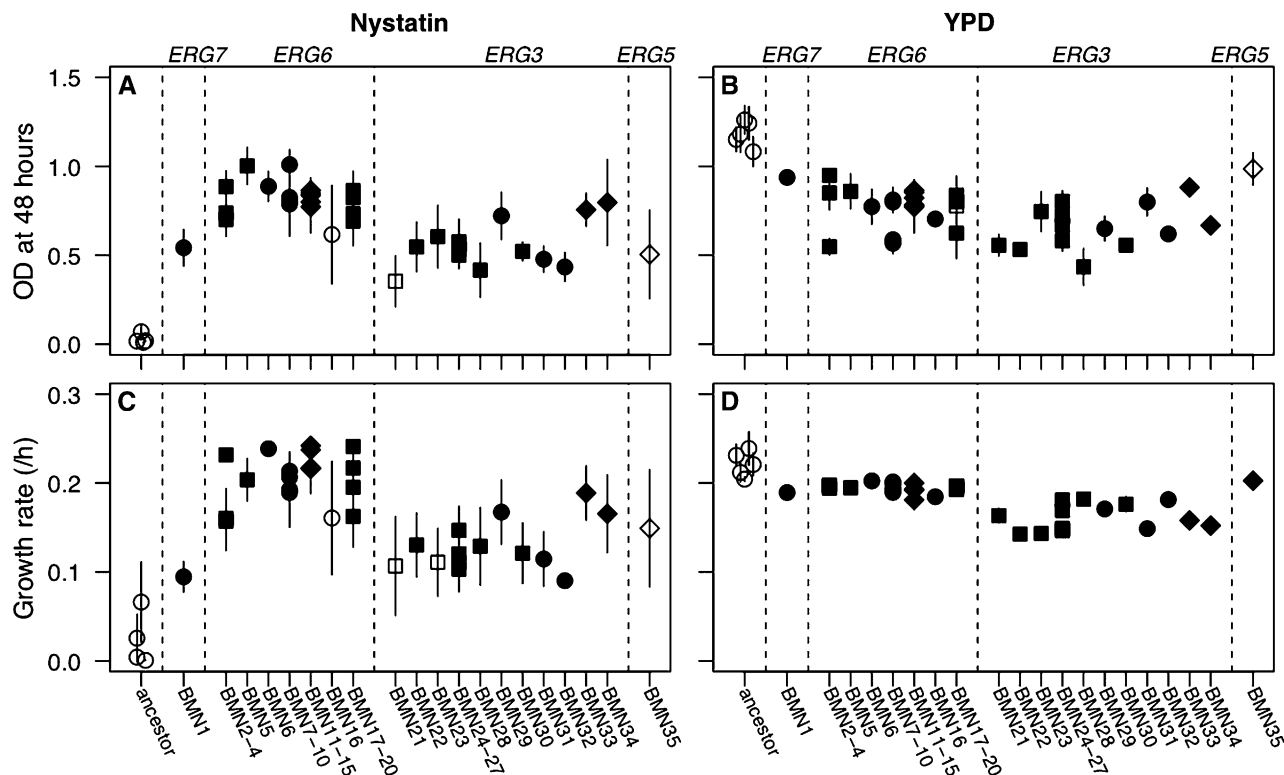 Nystatin YPD
ERG7 ERG6 ERG3 ERG5 ERG7 ERG6 ERG3 ERG5
A B
OD at 48 hours
1.5
1.0
0.5
0.0
C D
Growth rate (/h)
0.3
0.2
0.1
0.0
ancestor BMN1 BMN2-4 BMN5 BMN6 BMN7-10 BMN11-15 BMN16 BMN17-20 BMN21 BMN22 BMN23 BMN24-27 BMN28 BMN29 BMN30 BMN31 BMN32 BMN33 BMN34 BMN35
ancestor BMN1 BMN2-4 BMN5 BMN6 BMN7-10 BMN11-15 BMN16 BMN17-20 BMN21 BMN22 BMN23 BMN24-27 BMN28 BMN29 BMN30 BMN31 BMN32 BMN33 BMN34 BMN35